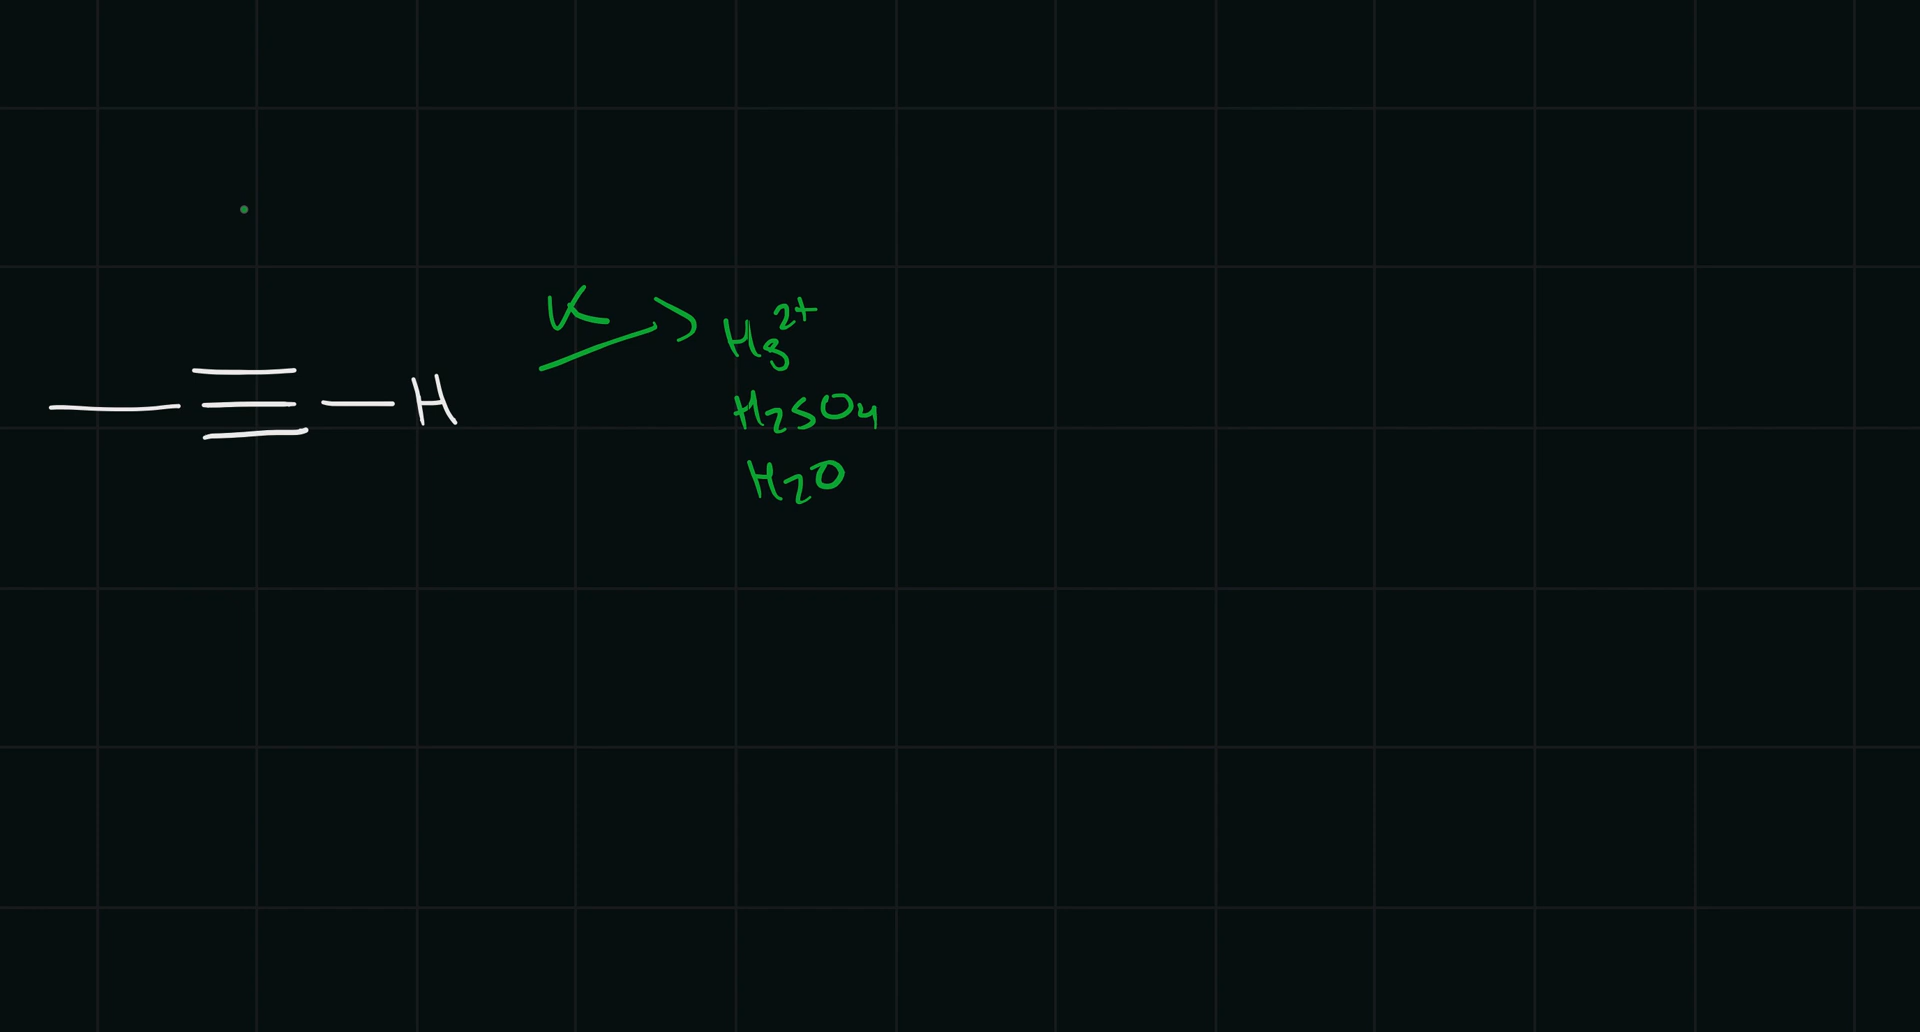 ≡ — H
K
Hg²⁺
H₂SO₄
H₂O